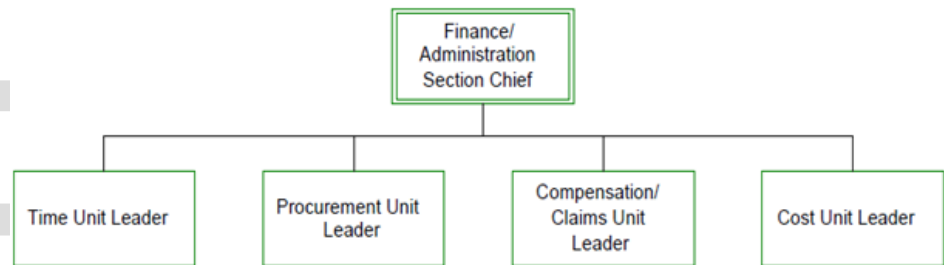 Finance/
Administration
Section Chief
Time Unit Leader
Procurement Unit
Leader
Compensation/
Claims Unit
Leader
Cost Unit Leader